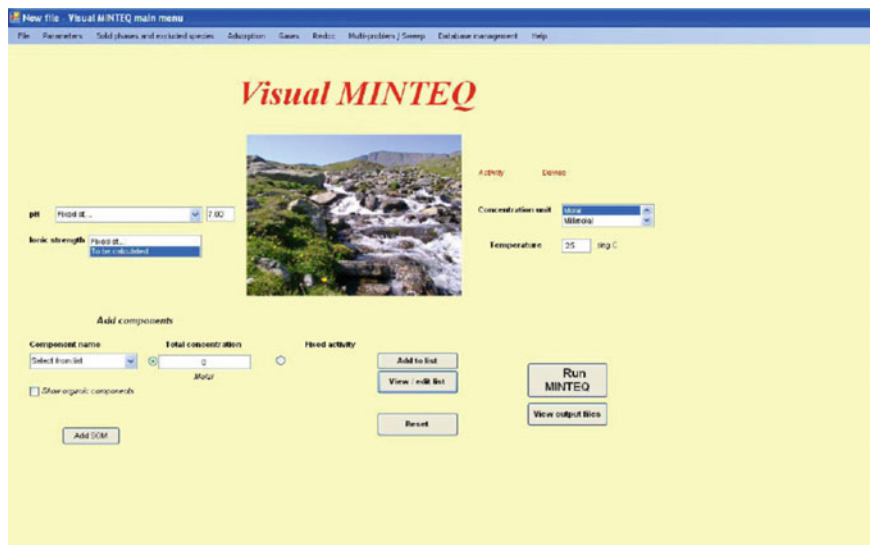 New file - Visual MINTEQ main menu
File Parameters Solid phases and excluded species Adsorption Gases Redox Multi-problem / Sweep Database management Help
Visual MINTEQ
Activity Davies
pH Fixed at... 7.00
Concentration unit Molal
Millimolal
Ionic strength Fixed at...
To be calculated
Temperature 25 deg C
Add components
Component name Total concentration Fixed activity
Select from list 0
Molal
Show organic components
Add to list
View / edit list
Run MINTEQ
View output files
Reset
Add DOM